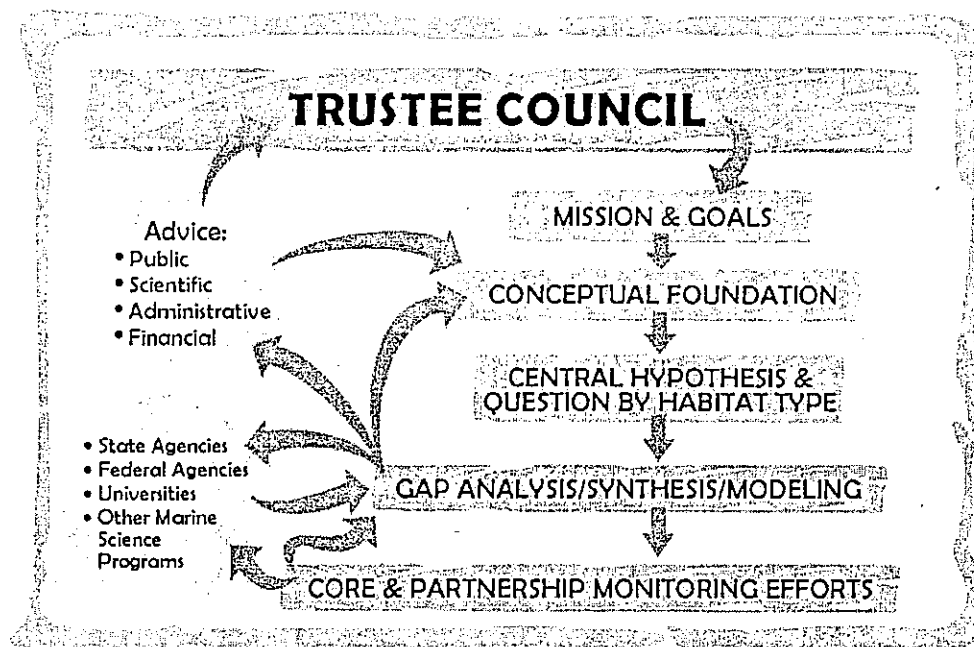 TRUSTEE COUNCIL
Advice:
• Public
• Scientific
• Administrative
• Financial
• State Agencies
• Federal Agencies
• Universities
• Other Marine
Science
Programs
MISSION & GOALS
CONCEPTUAL FOUNDATION
CENTRAL HYPOTHESIS &
QUESTION BY HABITAT TYPE
GAP ANALYSIS/SYNTHESIS/MODELING
CORE & PARTNERSHIP MONITORING EFFORTS